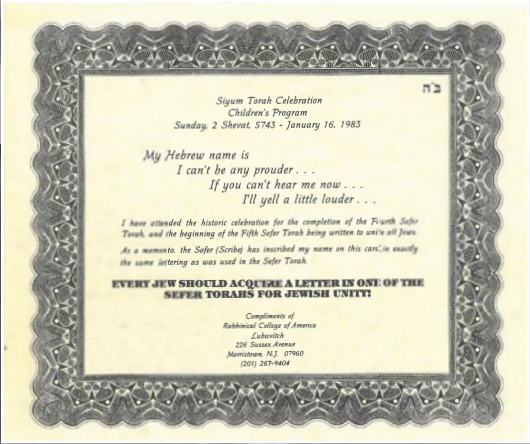 ב"ה
Siyum Torah Celebration
Children's Program
Sunday, 2 Shevat, 5743 - January 16, 1983
My Hebrew name is
I can't be any prouder . . .
If you can't hear me now . . .
I'll yell a little louder . . .
I have attended the historic celebration for the completion of the Fourth Sefer
Torah, and the beginning of the Fifth Sefer Torah being written to unite all Jews.
As a memento, the Sofer (Scribe) has inscribed my name on this card, in exactly
the same lettering as was used in the Sefer Torah.
EVERY JEW SHOULD ACQUIRE A LETTER IN ONE OF THE
SEFER TORAHS FOR JEWISH UNITY!
Compliments of
Rabbinical College of America
Lubavitch
226 Sussex Avenue
Morristown, N.J. 07960
(201) 267-9404